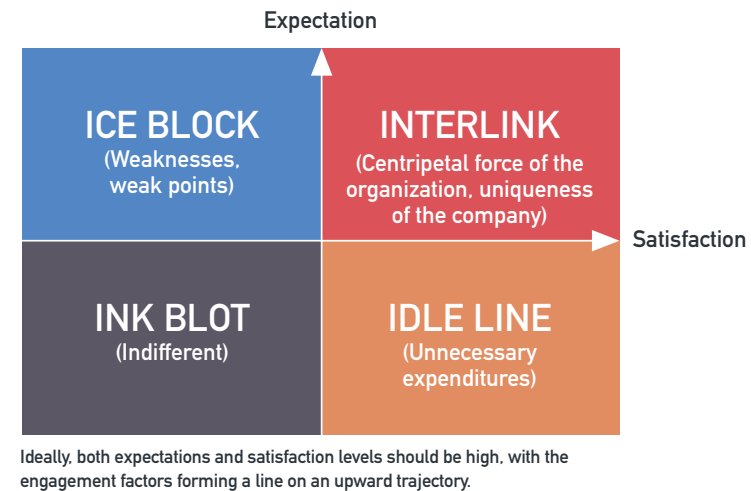 Expectation
ICE BLOCK
(Weaknesses,
weak points)
INTERLINK
(Centripetal force of the
organization, uniqueness
of the company)
Satisfaction
INK BLOT
(Indifferent)
IDLE LINE
(Unnecessary
expenditures)
Ideally, both expectations and satisfaction levels should be high, with the
engagement factors forming a line on an upward trajectory.